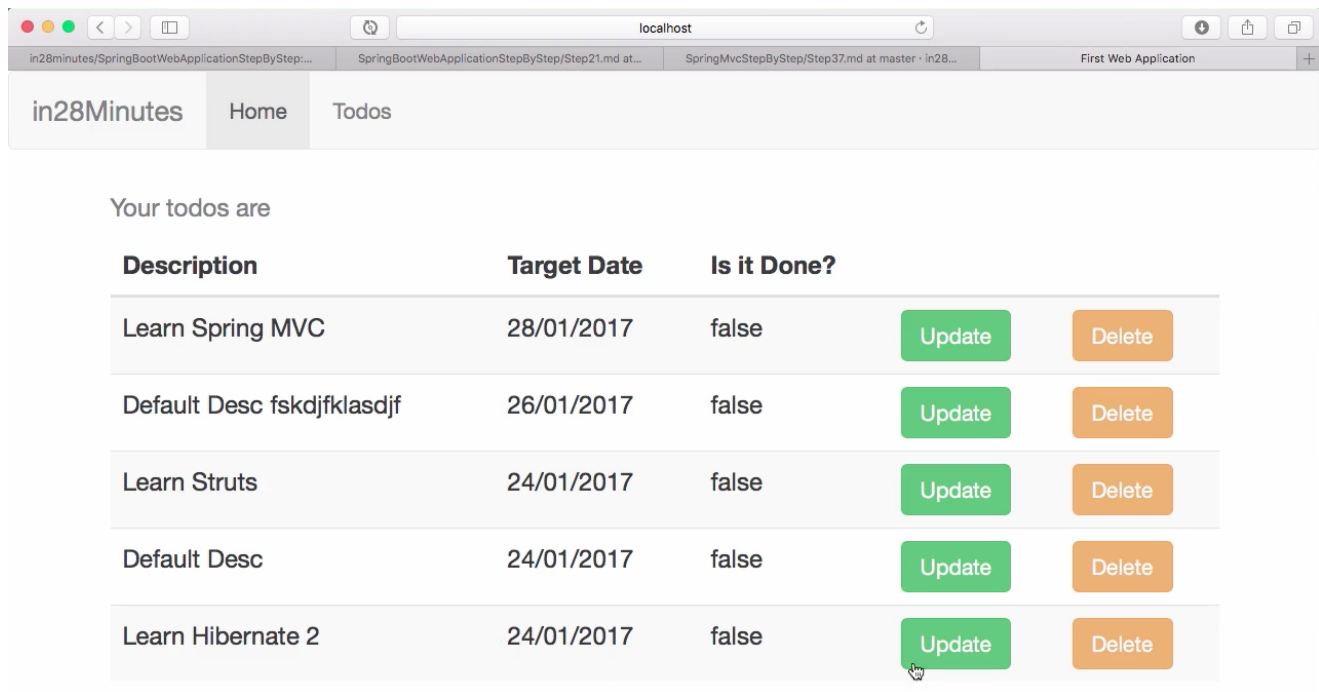 localhost
in28minutes/SpringBootWebApplicationStepByStep:... SpringBootWebApplicationStepByStep/Step21.md at... SpringMvcStepByStep/Step37.md at master · in28... First Web Application
in28Minutes Home Todos
Your todos are
Description Target Date Is it Done?
Learn Spring MVC 28/01/2017 false Update Delete
Default Desc fskdjfklasdjf 26/01/2017 false Update Delete
Learn Struts 24/01/2017 false Update Delete
Default Desc 24/01/2017 false Update Delete
Learn Hibernate 2 24/01/2017 false Update Delete